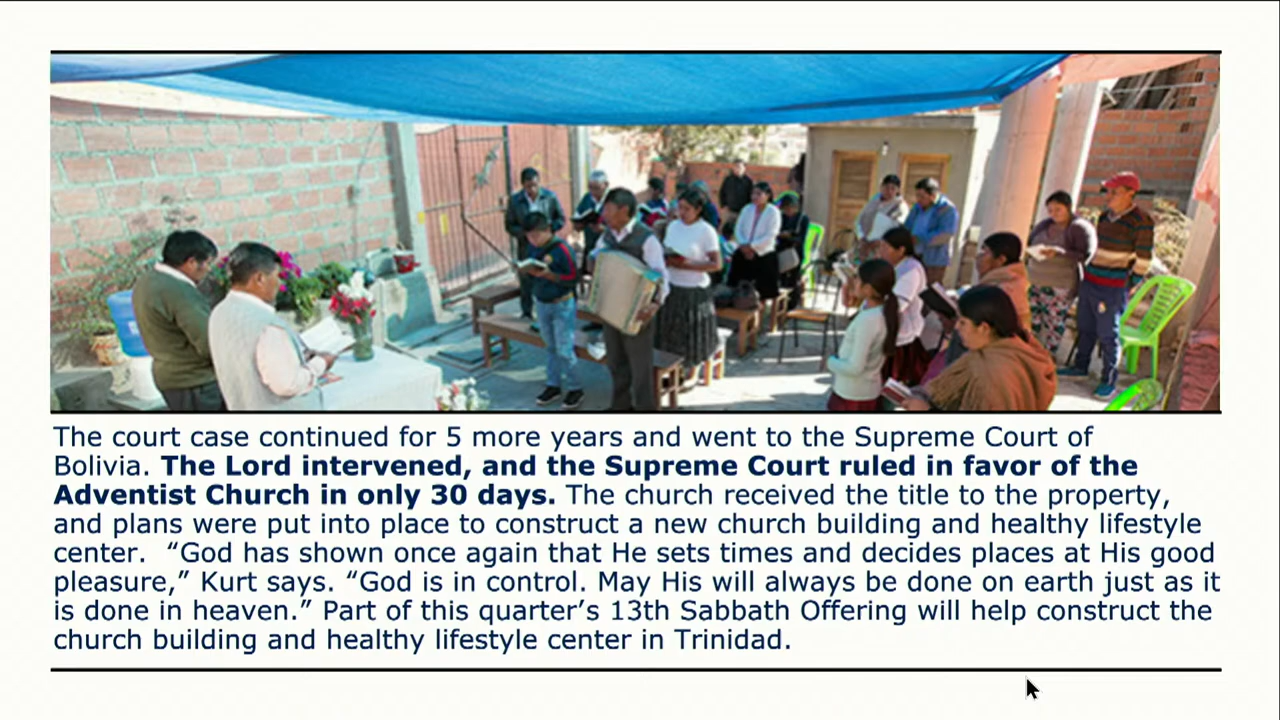 The court case continued for 5 more years and went to the Supreme Court of
Bolivia. The Lord intervened, and the Supreme Court ruled in favor of the
Adventist Church in only 30 days. The church received the title to the property,
and plans were put into place to construct a new church building and healthy lifestyle
center.  “God has shown once again that He sets times and decides places at His good
pleasure,” Kurt says. “God is in control. May His will always be done on earth just as it
is done in heaven.” Part of this quarter’s 13th Sabbath Offering will help construct the
church building and healthy lifestyle center in Trinidad.